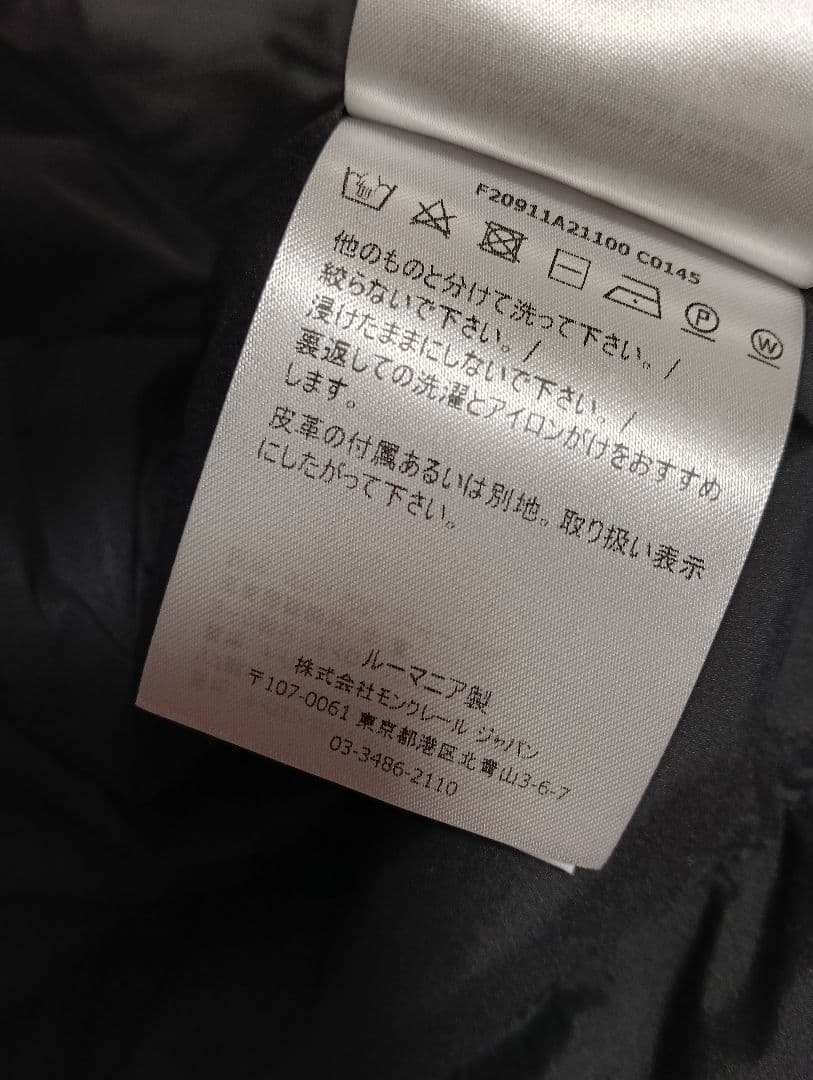 F20911A21100 C0145
他のものと分けて洗って下さい。/
絞らないで下さい。/
浸けたままにしないで下さい。/
裏返しての洗濯とアイロンがけをおすすめ
します。
皮革の付属あるいは別地。取り扱い表示
にしたがって下さい。
ルーマニア製
株式会社モンクレール ジャパン
〒107-0061 東京都港区北青山3-6-7
03-3486-2110